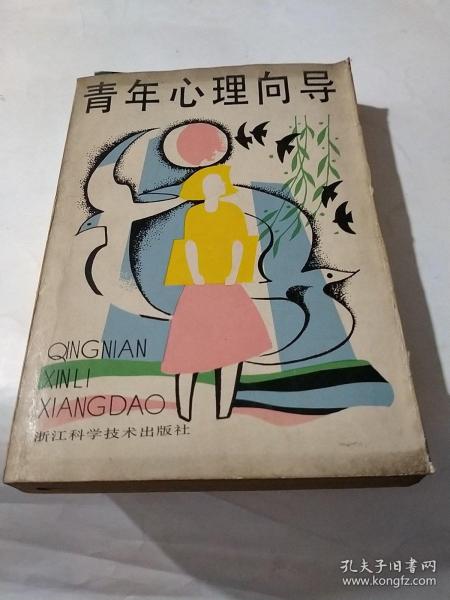 青年心理向导
QINGNIAN
XINLI
XIANGDAO
浙江科学技术出版社
孔夫子旧书网
www.kongfz.com